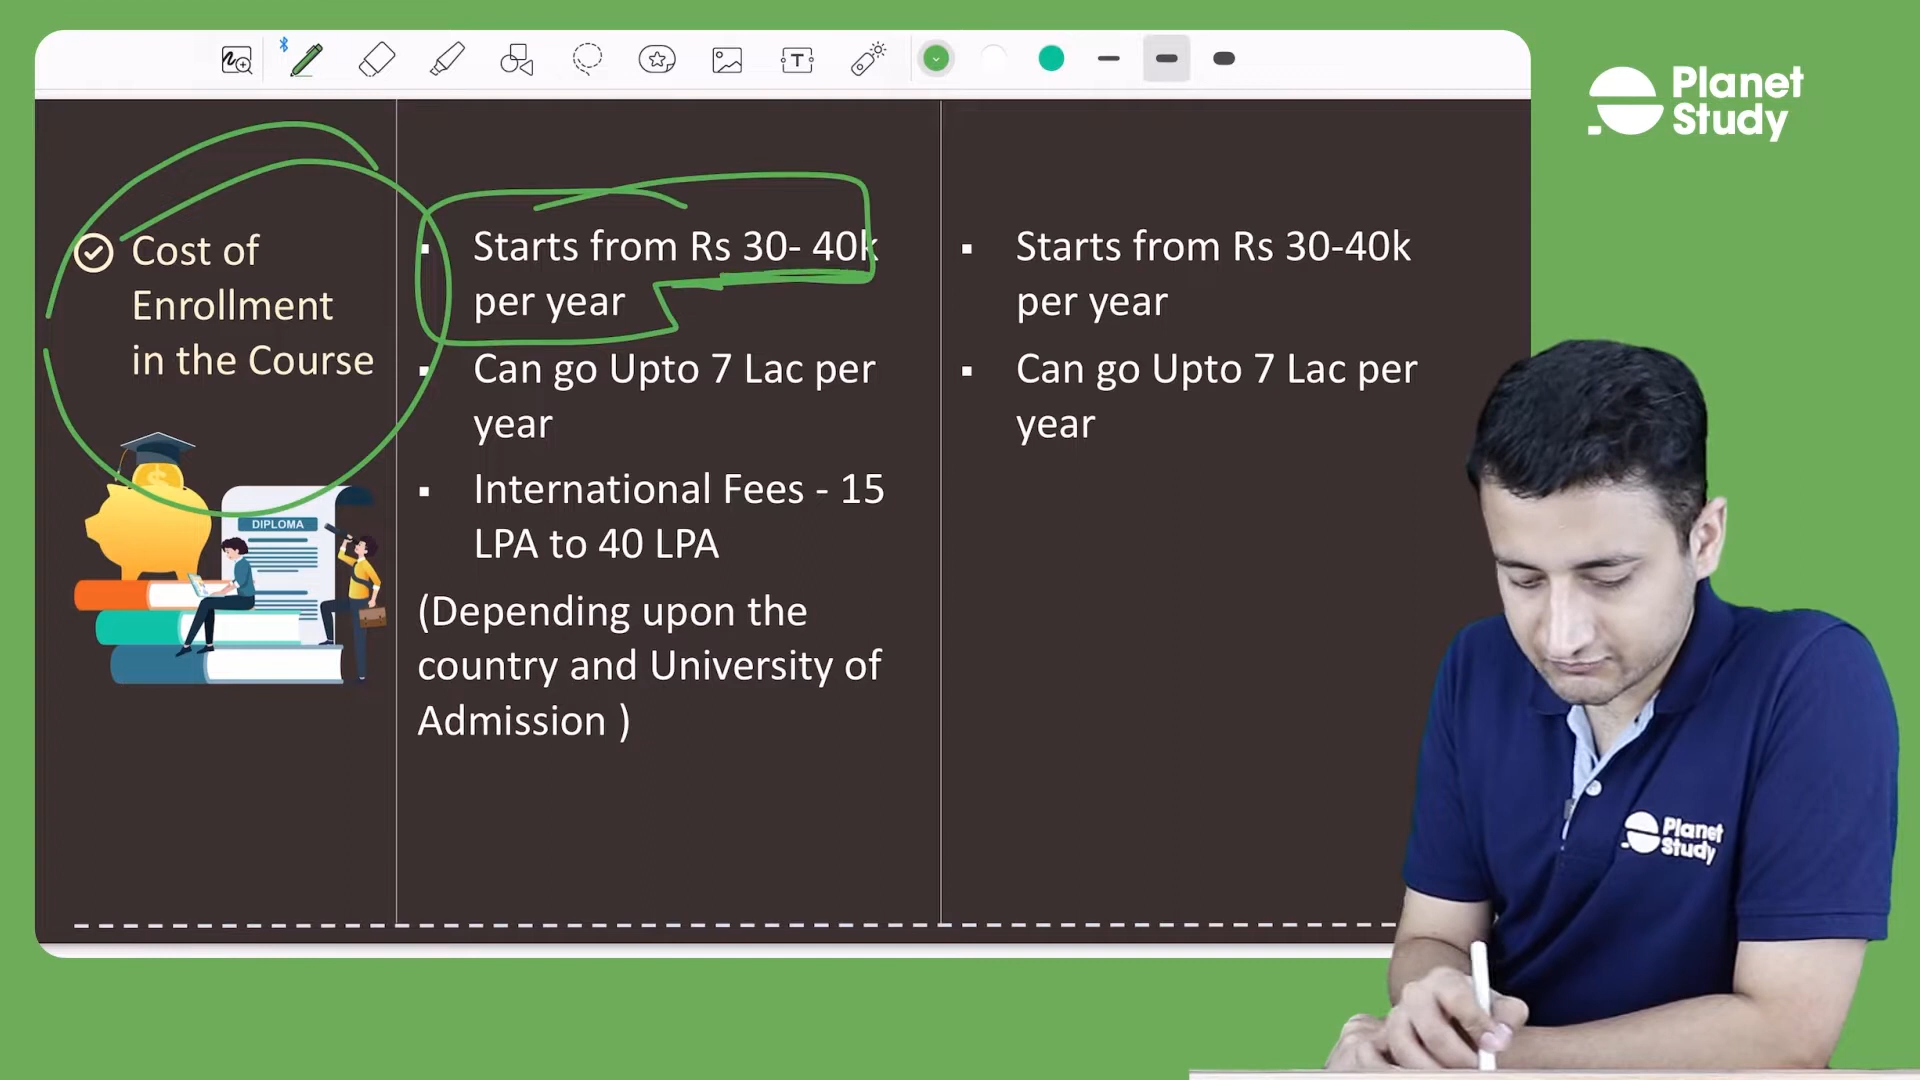 Planet
Study
Cost of
Enrollment
in the Course
DIPLOMA
Starts from Rs 30- 40k
per year
Can go Upto 7 Lac per
year
International Fees - 15
LPA to 40 LPA
(Depending upon the
country and University of
Admission )
Starts from Rs 30-40k
per year
Can go Upto 7 Lac per
year
Planet
Study